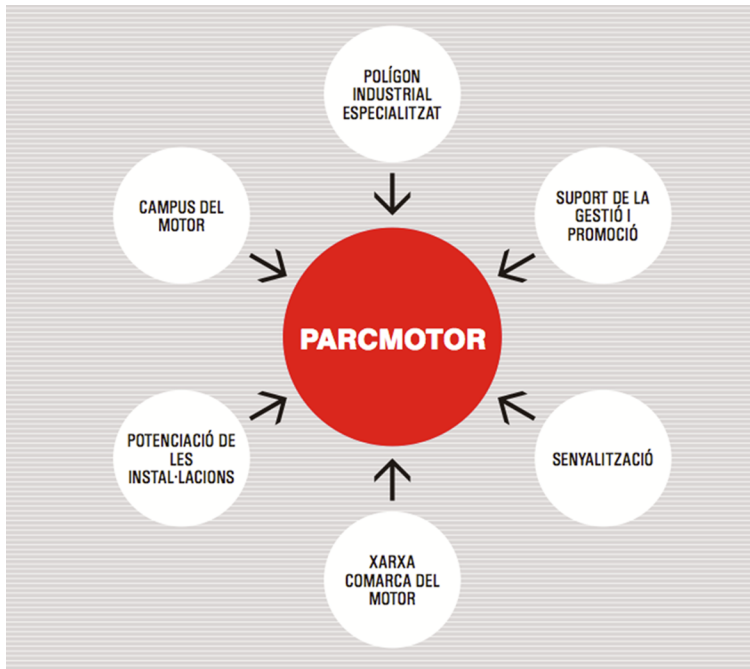 POLÍGON
INDUSTRIAL
ESPECIALITZAT
CAMPUS DEL
MOTOR
SUPORT DE LA
GESTIÓ I
PROMOCIÓ
PARCMOTOR
POTENCIACIÓ DE
LES
INSTAL·LACIONS
SENYALITZACIÓ
XARXA
COMARCA DEL
MOTOR